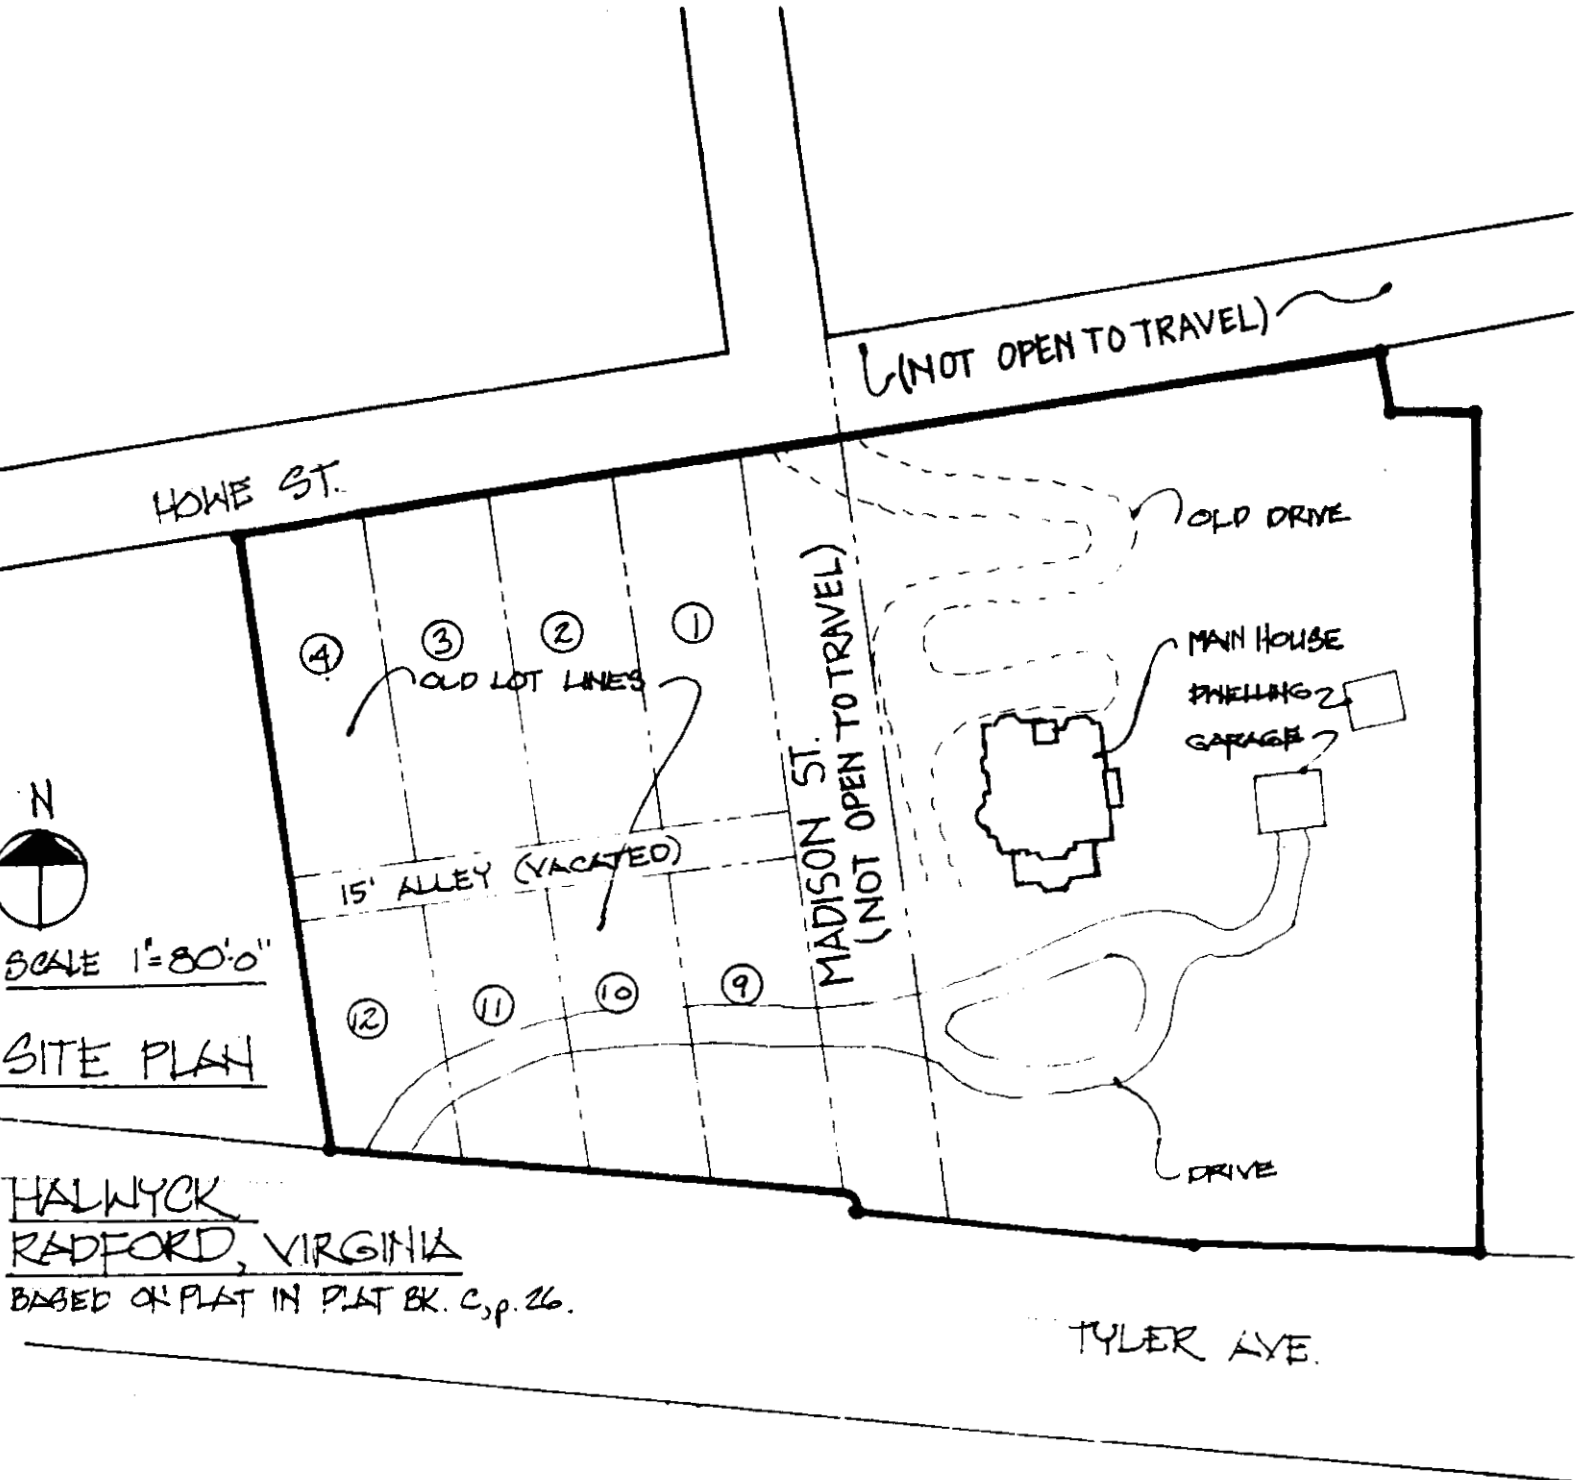 (NOT OPEN TO TRAVEL)
HOWE ST.
OLD DRIVE
4
3
2
1
OLD LOT LINES
MAIN HOUSE
DWELLING
GARAGE
MADISON ST.
(NOT OPEN TO TRAVEL)
N
15' ALLEY (VACATED)
SCALE 1"=80'-0"
12
11
10
9
SITE PLAN
DRIVE
HALWYCK
RADFORD, VIRGINIA
BASED ON PLAT IN PLAT BK. C, p. 26.
TYLER AVE.